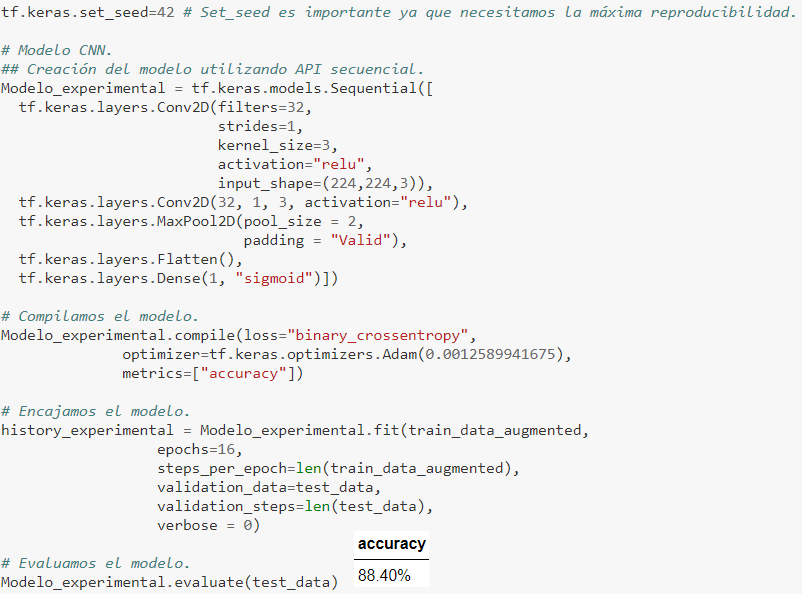 tf.keras.set_seed=42 # Set_seed es importante ya que necesitamos la máxima reproducibilidad.
# Modelo CNN.
## Creación del modelo utilizando API secuencial.
Modelo_experimental = tf.keras.models.Sequential([
  tf.keras.layers.Conv2D(filters=32,
                         strides=1,
                         kernel_size=3,
                         activation="relu",
                         input_shape=(224,224,3)),
  tf.keras.layers.Conv2D(32, 1, 3, activation="relu"),
  tf.keras.layers.MaxPool2D(pool_size = 2,
                            padding = "Valid"),
  tf.keras.layers.Flatten(),
  tf.keras.layers.Dense(1, "sigmoid")])
# Compilamos el modelo.
Modelo_experimental.compile(loss="binary_crossentropy",
              optimizer=tf.keras.optimizers.Adam(0.0012589941675),
              metrics=["accuracy"])
# Encajamos el modelo.
history_experimental = Modelo_experimental.fit(train_data_augmented,
                  epochs=16,
                  steps_per_epoch=len(train_data_augmented),
                  validation_data=test_data,
                  validation_steps=len(test_data),
                  verbose = 0)
# Evaluamos el modelo.
Modelo_experimental.evaluate(test_data)
accuracy
88.40%